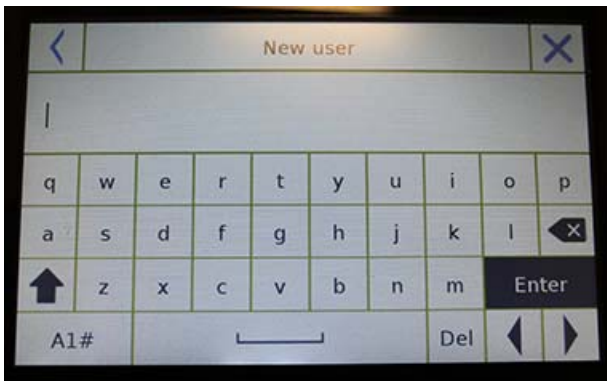 New user
q w e r t y u i o p
a s d f g h j k l
z x c v b n m Enter
A1# Del